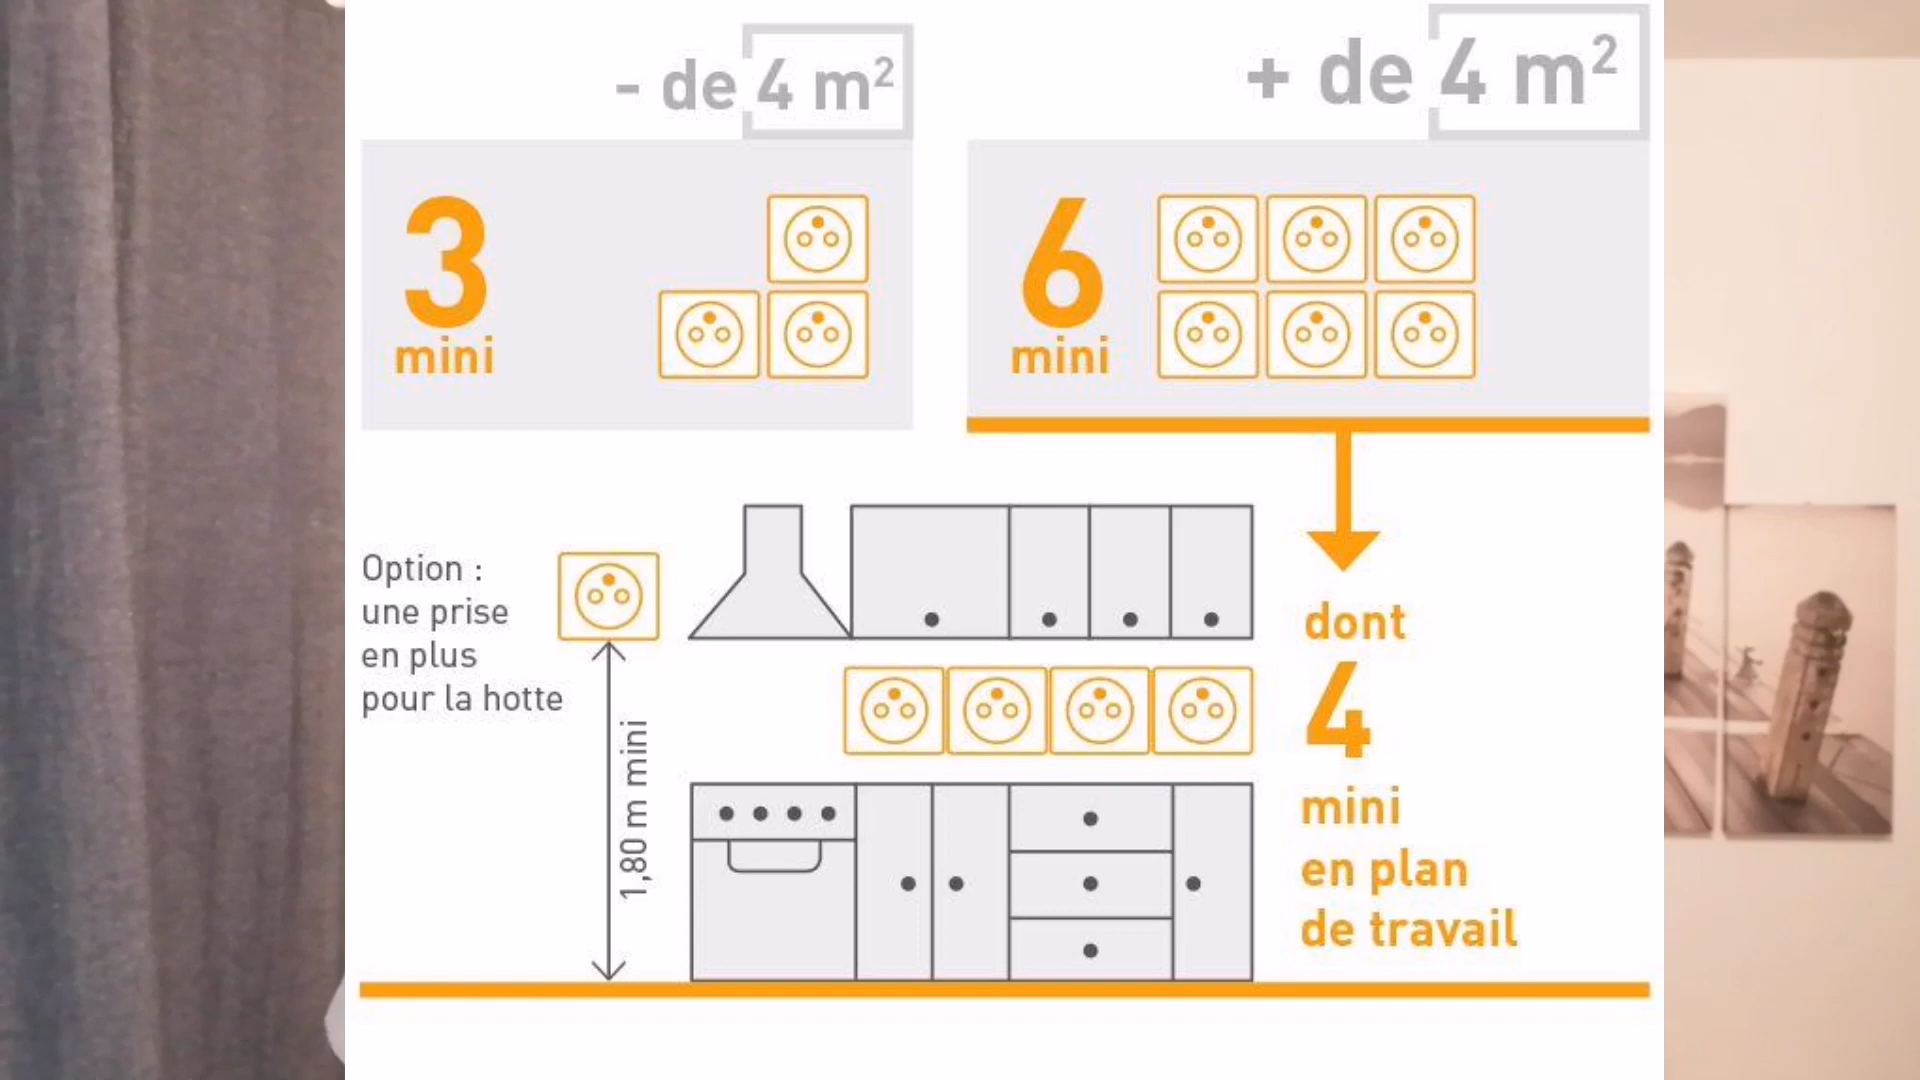 - de 4 m²
+ de 4 m²
3
mini
6
mini
Option :
une prise
en plus
pour la hotte
1,80 m mini
dont
4
mini
en plan
de travail